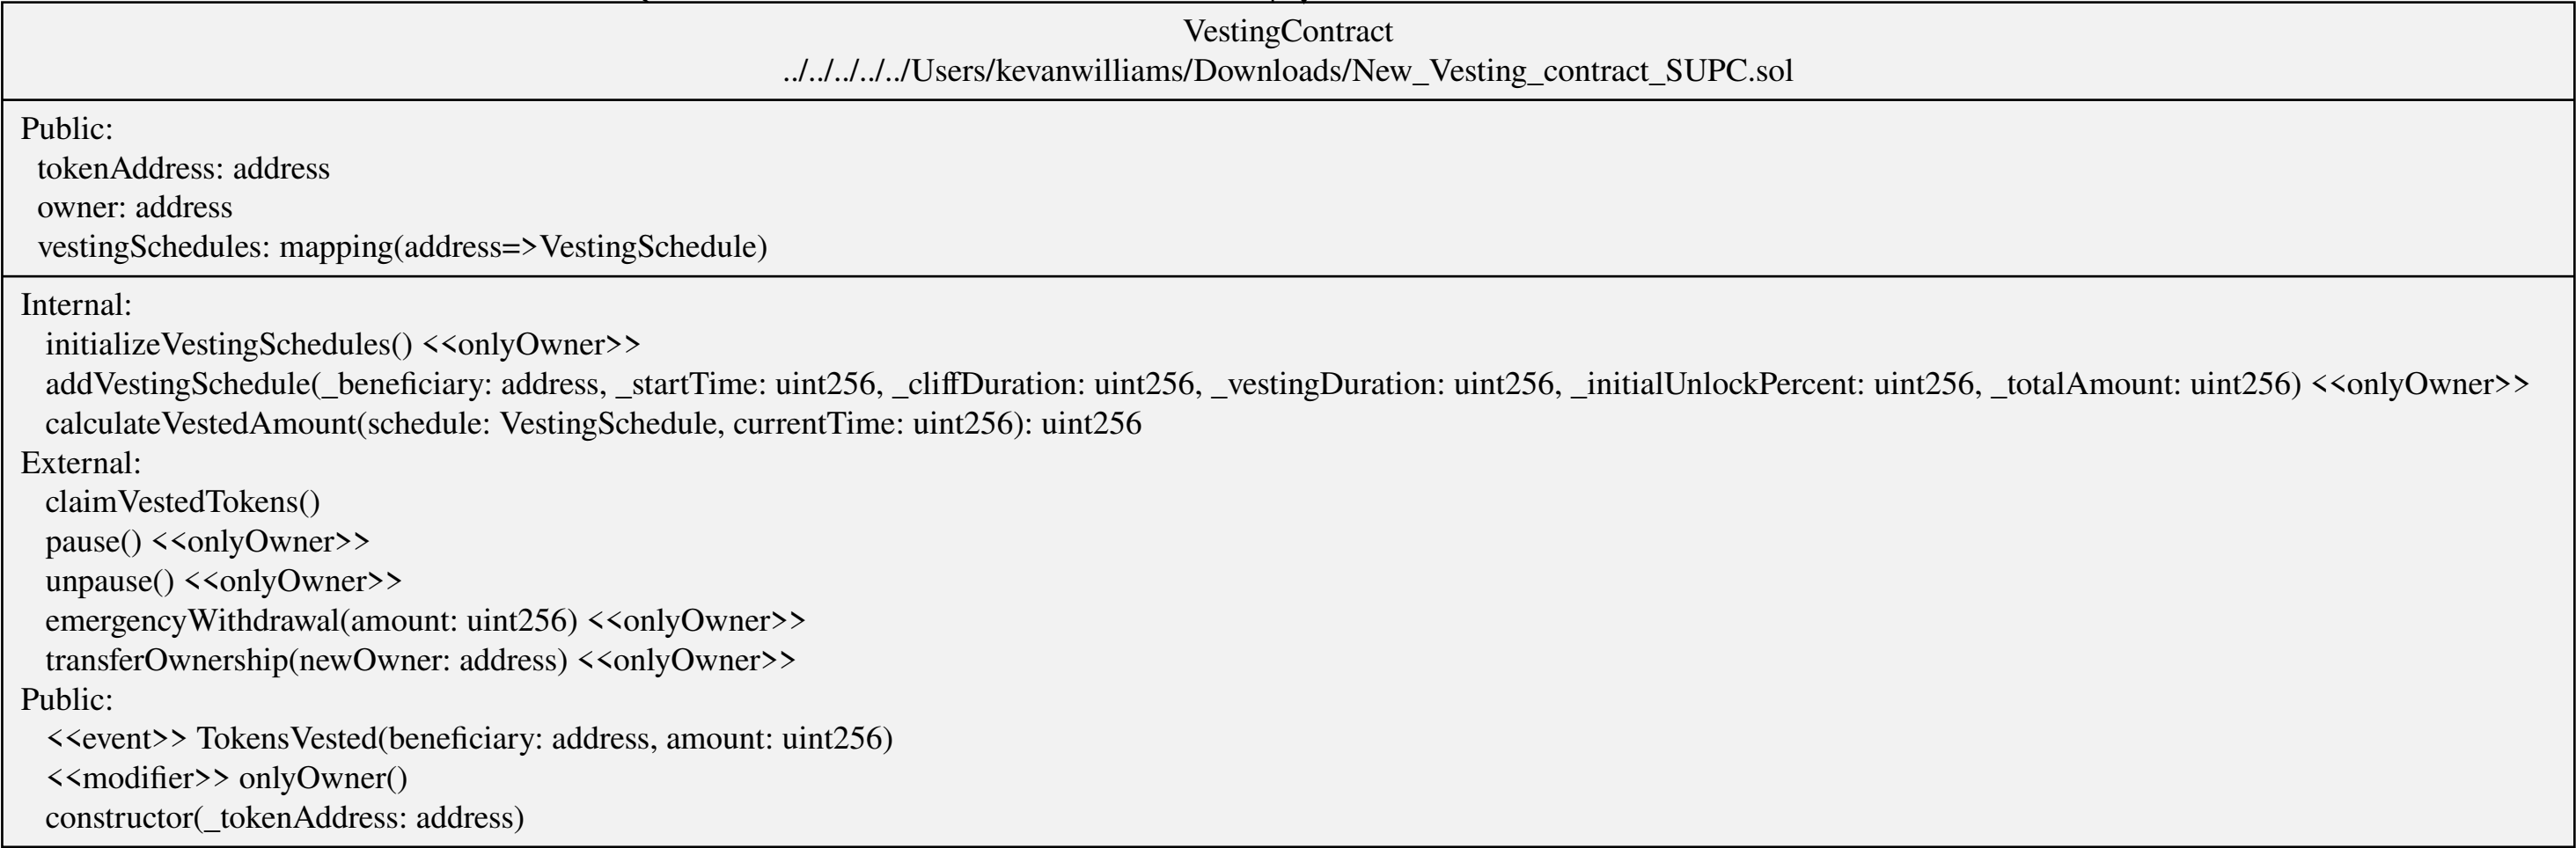 VestingContract
../../../../../Users/kevanwilliams/Downloads/New_Vesting_contract_SUPC.sol
Public:
tokenAddress: address
owner: address
vestingSchedules: mapping(address=>VestingSchedule)
Internal:
initializeVestingSchedules() <<onlyOwner>>
addVestingSchedule(_beneficiary: address, _startTime: uint256, _cliffDuration: uint256, _vestingDuration: uint256, _initialUnlockPercent: uint256, _totalAmount: uint256) <<onlyOwner>>
calculateVestedAmount(schedule: VestingSchedule, currentTime: uint256): uint256
External:
claimVestedTokens()
pause() <<onlyOwner>>
unpause() <<onlyOwner>>
emergencyWithdrawal(amount: uint256) <<onlyOwner>>
transferOwnership(newOwner: address) <<onlyOwner>>
Public:
<<event>> TokensVested(beneficiary: address, amount: uint256)
<<modifier>> onlyOwner()
constructor(_tokenAddress: address)